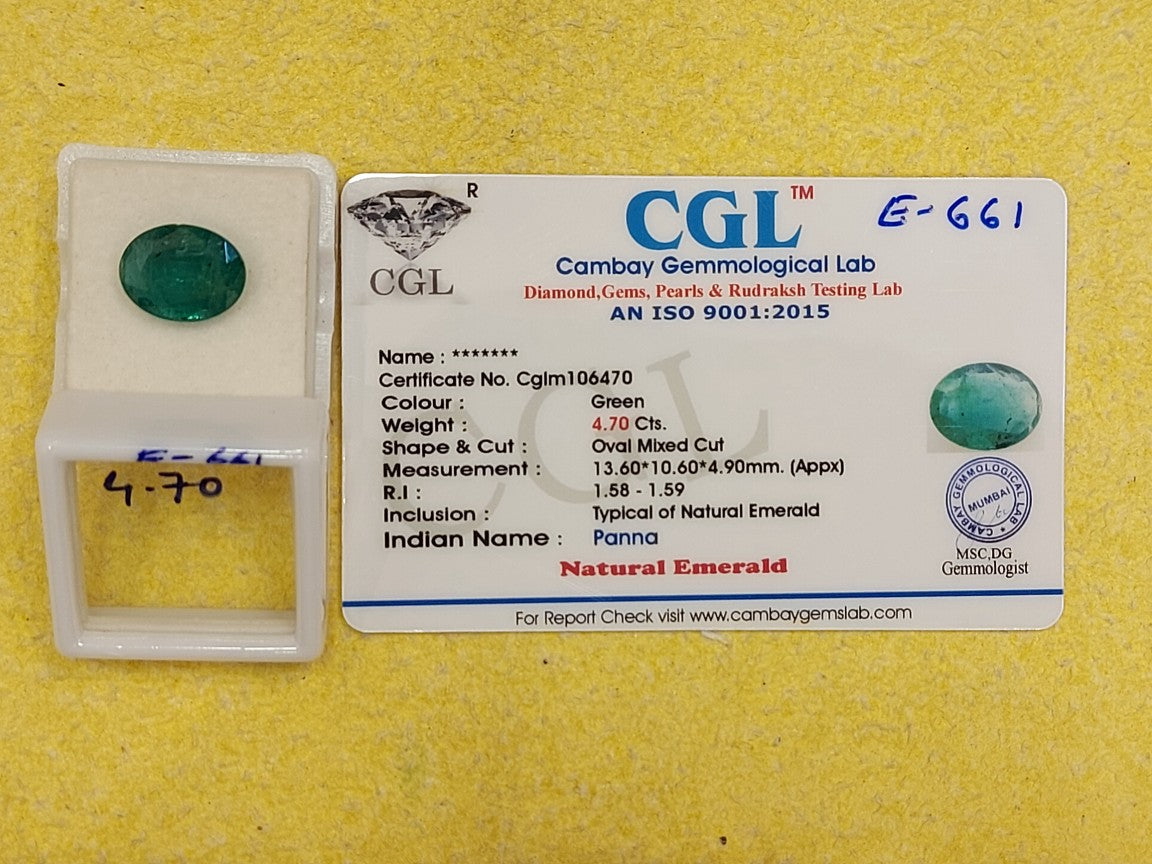 E-661
4.70
R
CGL
CGL™
E-661
Cambay Gemmological Lab
Diamond,Gems, Pearls & Rudraksh Testing Lab
AN ISO 9001:2015
Name : *******
Certificate No. Cglm106470
Colour : Green
Weight : 4.70 Cts.
Shape & Cut : Oval Mixed Cut
Measurement : 13.60*10.60*4.90mm. (Appx)
R.I : 1.58 - 1.59
Inclusion : Typical of Natural Emerald
Indian Name : Panna
Natural Emerald
CAMBAY GEMMOLOGICAL LAB
MUMBAI
MSC,DG
Gemmologist
For Report Check visit www.cambaygemslab.com
CGL